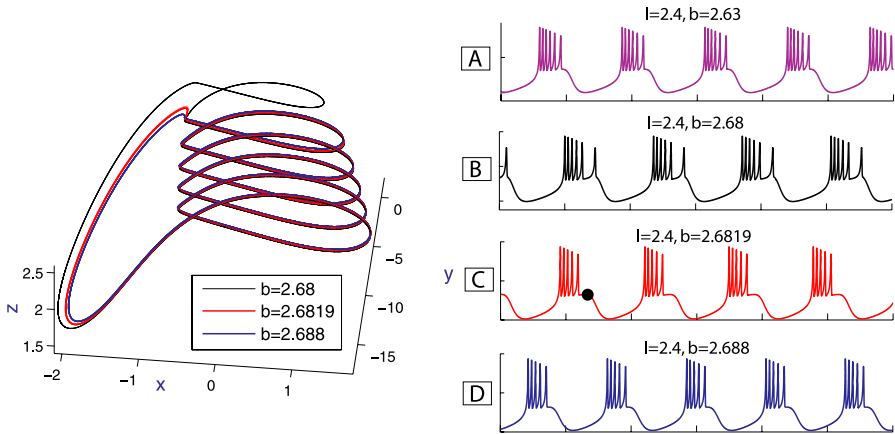 z
2.5
2
1.5
−2
−1
0
1
x
0
−5
−10
−15
y
b=2.68
b=2.6819
b=2.688
A
I=2.4, b=2.63
B
I=2.4, b=2.68
C
I=2.4, b=2.6819
D
I=2.4, b=2.688